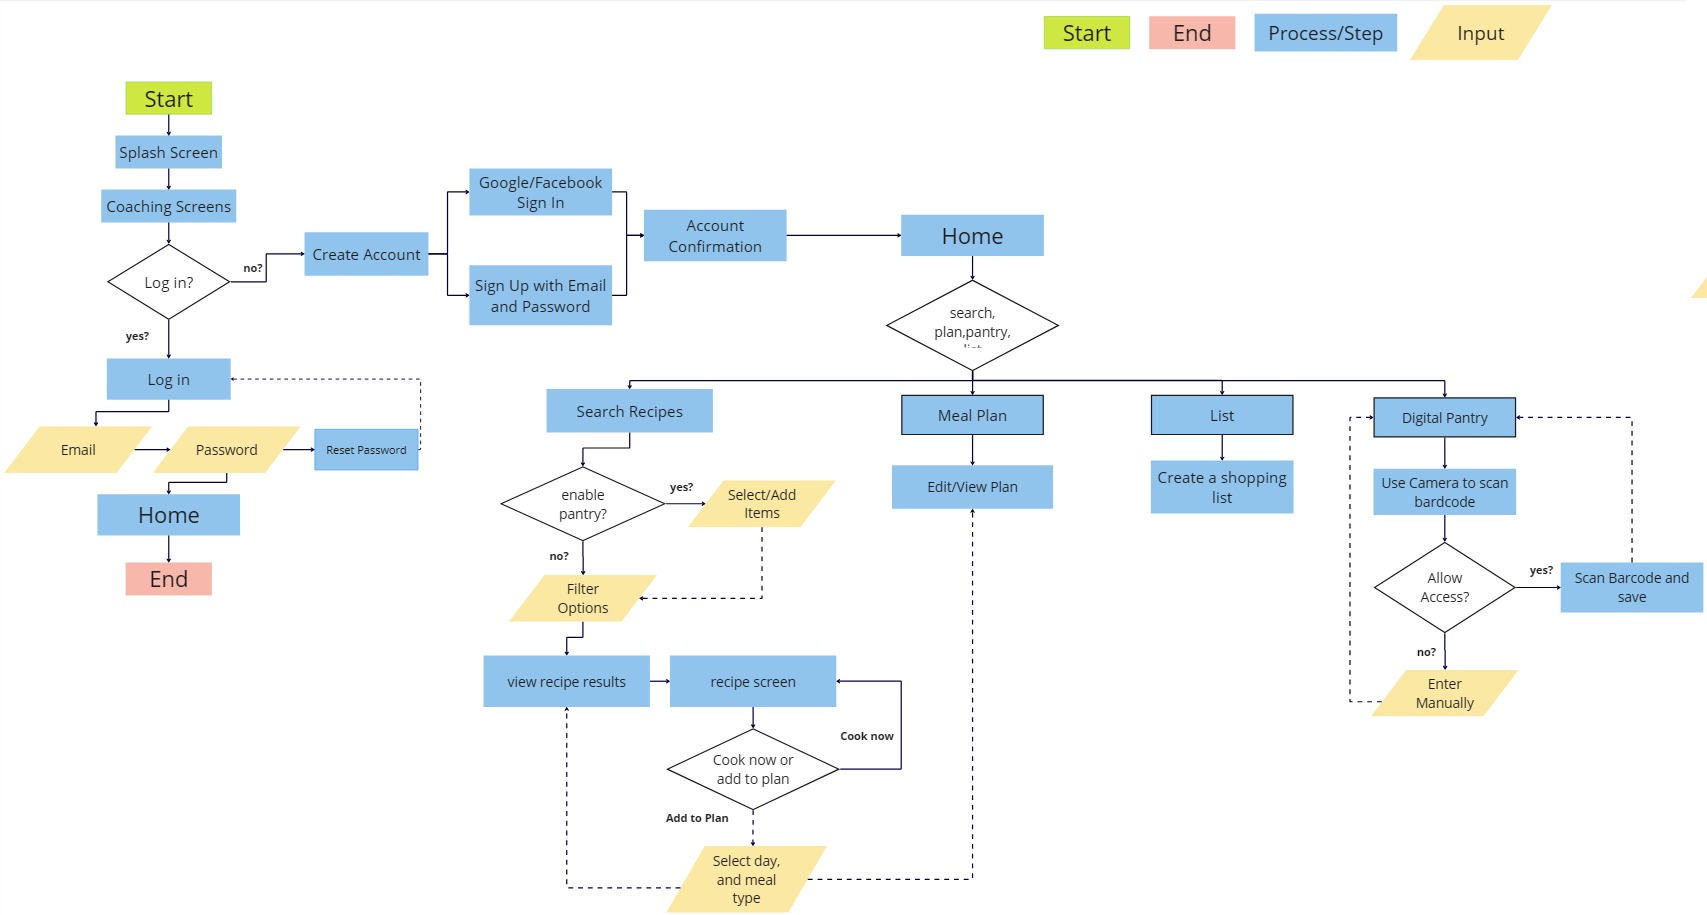 Start
End
Process/Step
Input
Start
Splash Screen
Coaching Screens
Log in?
no?
yes?
Create Account
Google/Facebook
Sign In
Sign Up with Email
and Password
Account
Confirmation
Home
search,
plan,pantry,
Log in
Email
Password
Reset Password
Home
End
Search Recipes
enable
pantry?
yes?
Select/Add
Items
no?
Filter
Options
view recipe results
recipe screen
Cook now
Cook now or
add to plan
Add to Plan
Select day,
and meal
type
Meal Plan
Edit/View Plan
List
Create a shopping
list
Digital Pantry
Use Camera to scan
bardcode
Allow
Access?
yes?
Scan Barcode and
save
no?
Enter
Manually